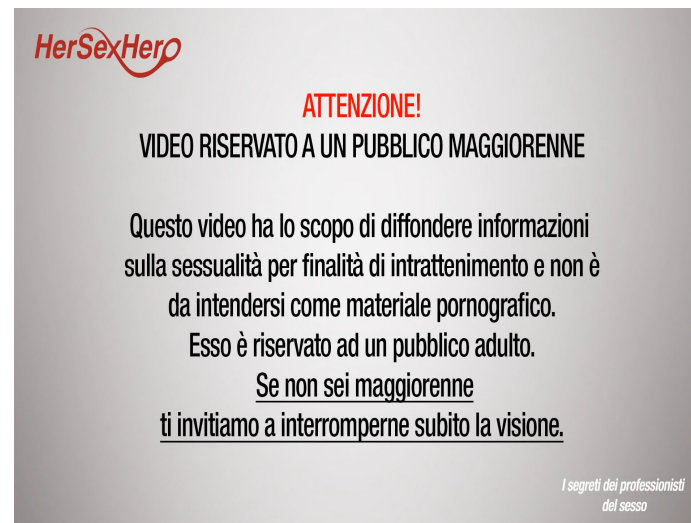 HerSexHero
ATTENZIONE!
VIDEO RISERVATO A UN PUBBLICO MAGGIORENNE
Questo video ha lo scopo di diffondere informazioni
sulla sessualità per finalità di intrattenimento e non è
da intendersi come materiale pornografico.
Esso è riservato ad un pubblico adulto.
Se non sei maggiorenne
ti invitiamo a interromperne subito la visione.
I segreti dei professionisti
del sesso